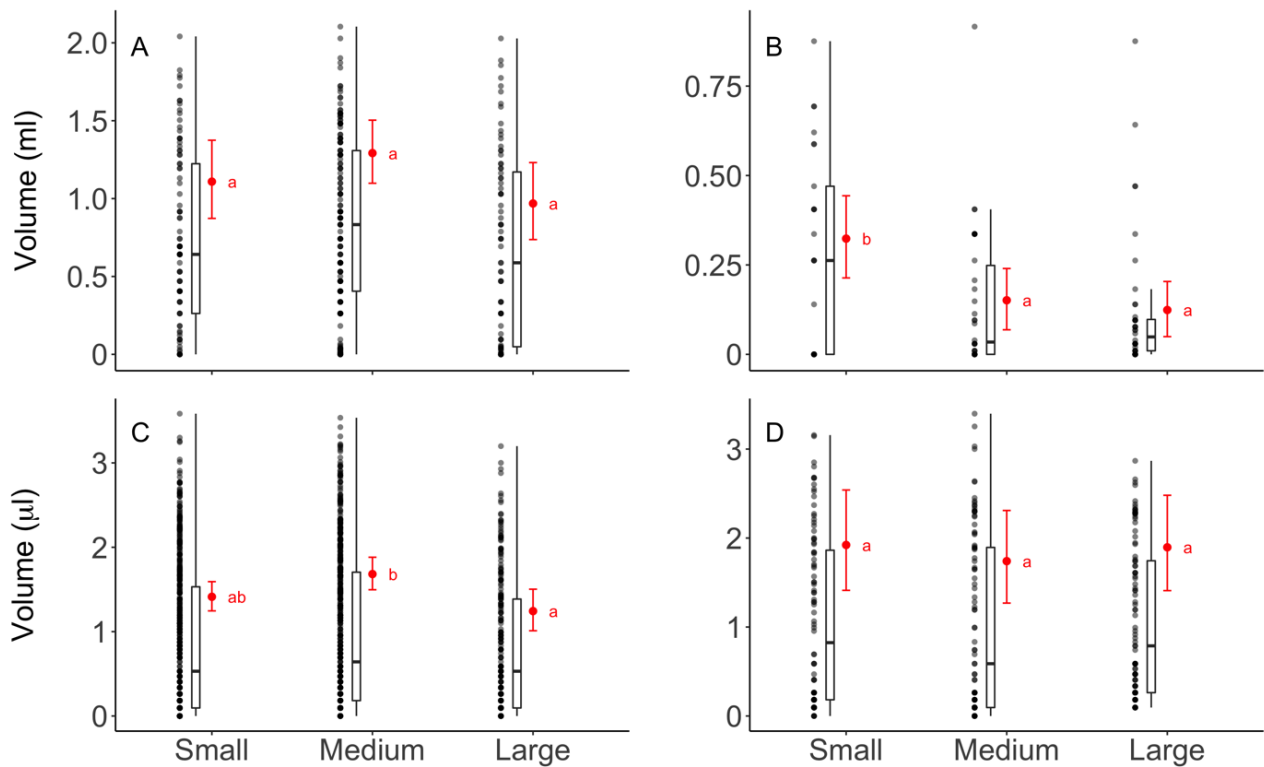 A
B
Volume (ml)
2.0
1.5
1.0
0.5
0
a
a
a
0.75
0.50
0.25
0
b
a
a
C
D
Volume (μl)
3
2
1
0
ab
b
a
3
2
1
0
a
a
a
Small Medium Large
Small Medium Large